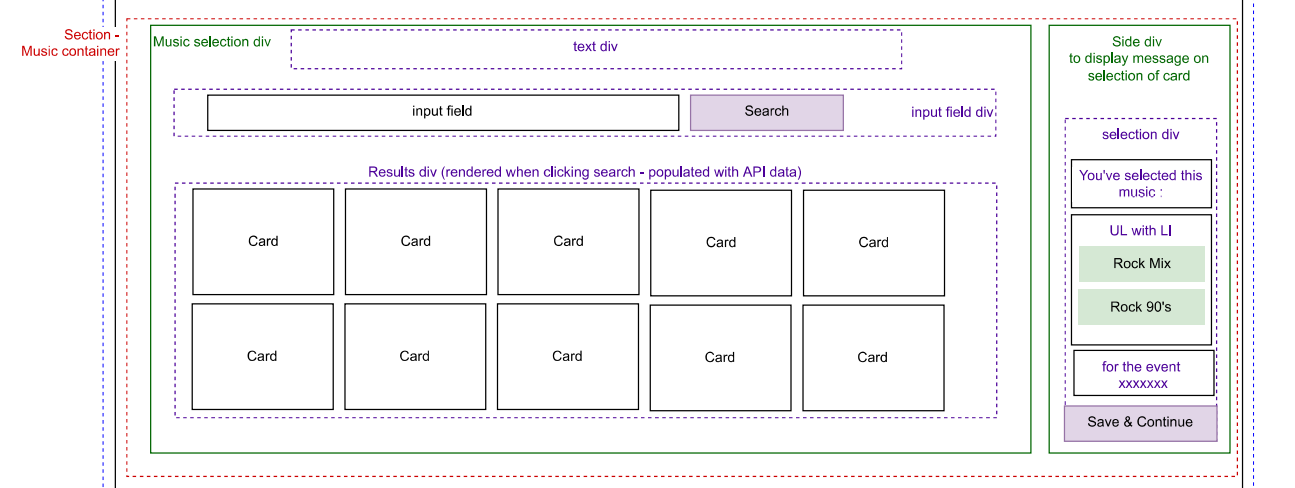 Section -
Music container
Music selection div
text div
input field
Search
input field div
Results div (rendered when clicking search - populated with API data)
Card
Card
Card
Card
Card
Card
Card
Card
Card
Card
Side div
to display message on
selection of card
selection div
You've selected this
music :
UL with LI
Rock Mix
Rock 90's
for the event
xxxxxxx
Save & Continue